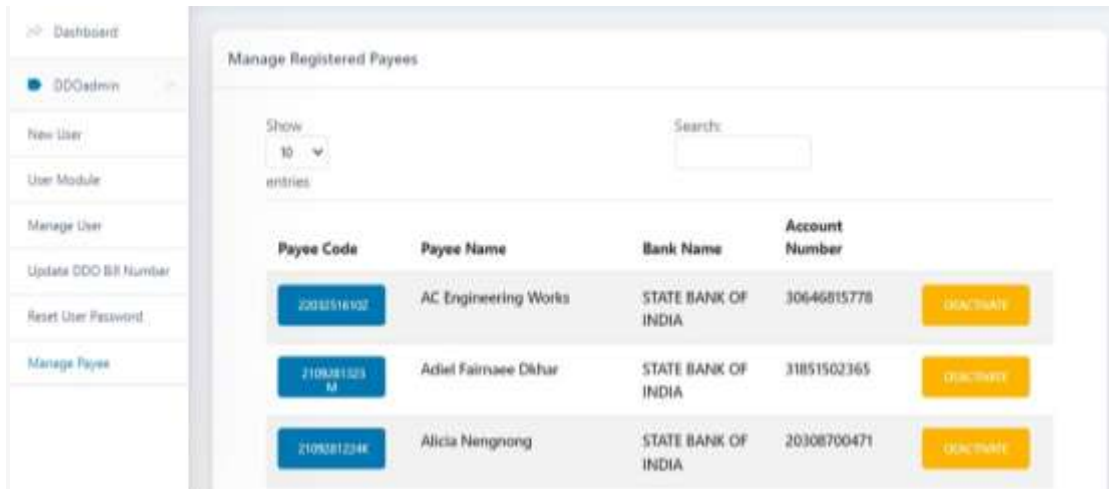 Dashboard
DDOadmin
New User
User Module
Manage User
Update DDO Bill Number
Reset User Password
Manage Payee
Manage Registered Payees
Show
10
entries
Search:
Payee Code
Payee Name
Bank Name
Account
Number
AC Engineering Works
STATE BANK OF
INDIA
30646815778
DEACTIVATE
Adiel Fairnaee Dkhar
STATE BANK OF
INDIA
31851502365
DEACTIVATE
Alicia Nengnong
STATE BANK OF
INDIA
20308700471
DEACTIVATE